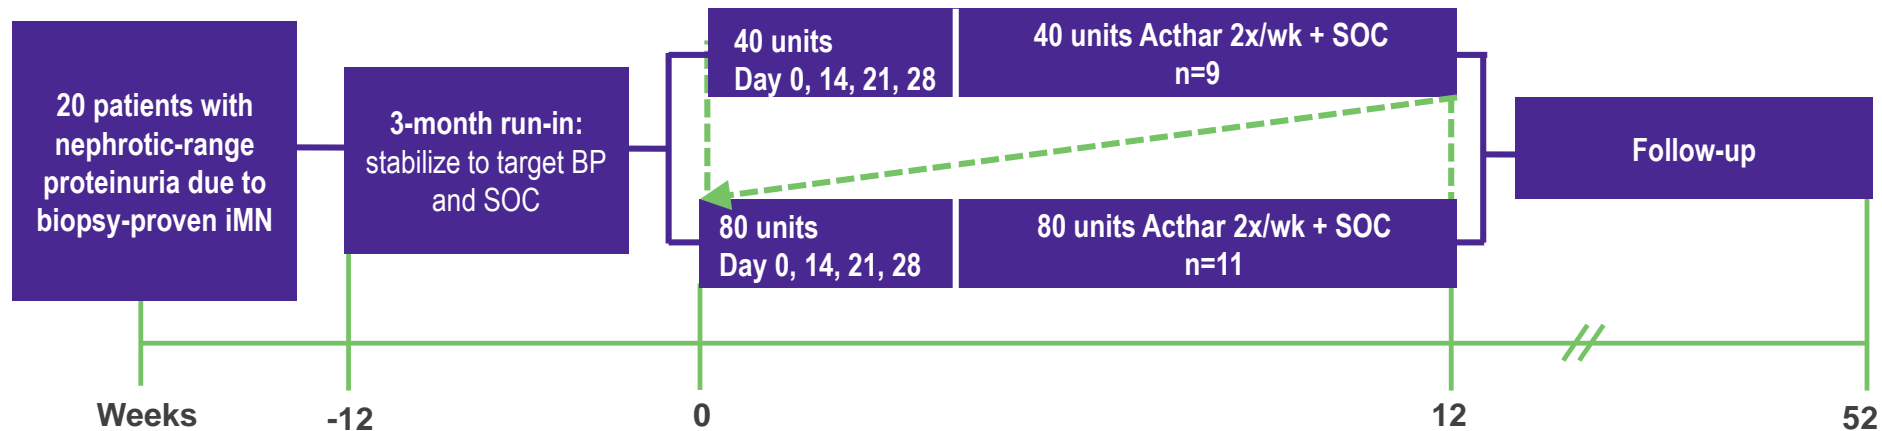 20 patients with
nephrotic-range
proteinuria due to
biopsy-proven iMN
3-month run-in:
stabilize to target BP
and SOC
40 units
Day 0, 14, 21, 28
40 units Acthar 2x/wk + SOC
n=9
80 units
Day 0, 14, 21, 28
80 units Acthar 2x/wk + SOC
n=11
Follow-up
Weeks
-12
0
12
52